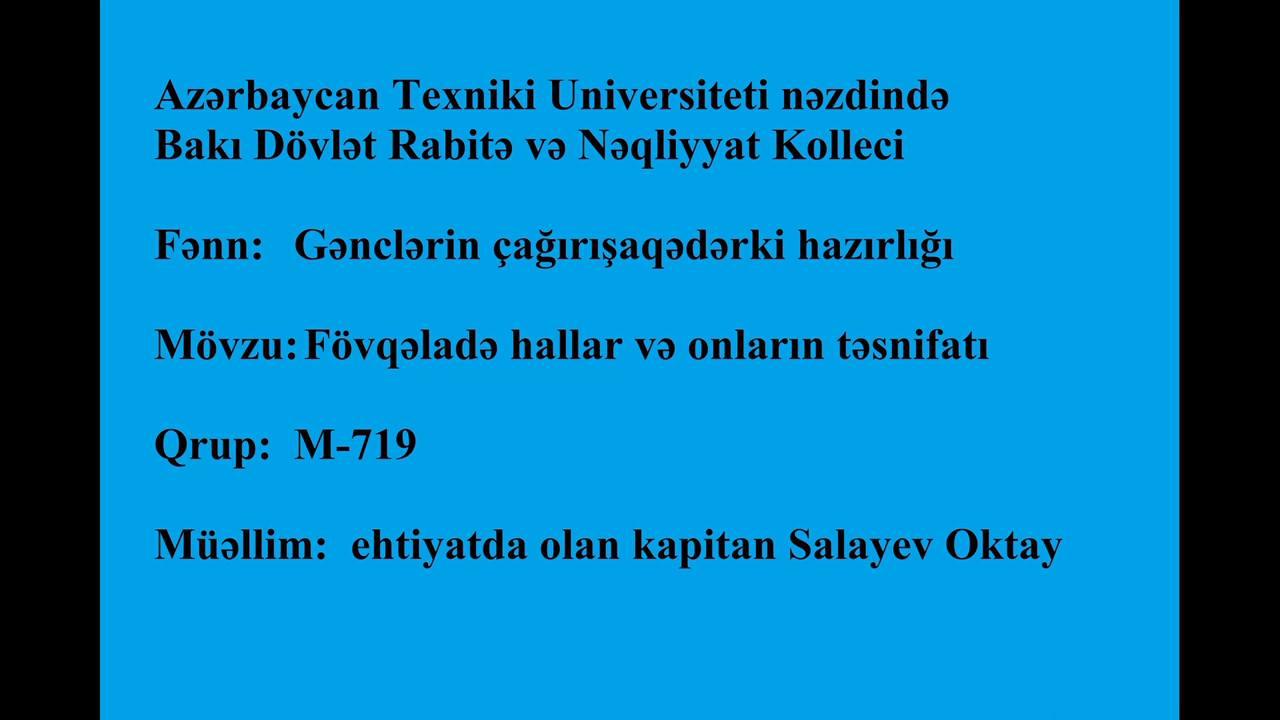 Azərbaycan Texniki Universiteti nəzdində
Bakı Dövlət Rabitə və Nəqliyyat Kolleci
Fənn: Gənclərin çağırışaqədərki hazırlığı
Mövzu: Fövqəladə hallar və onların təsnifatı
Qrup: M-719
Müəllim: ehtiyatda olan kapitan Salayev Oktay